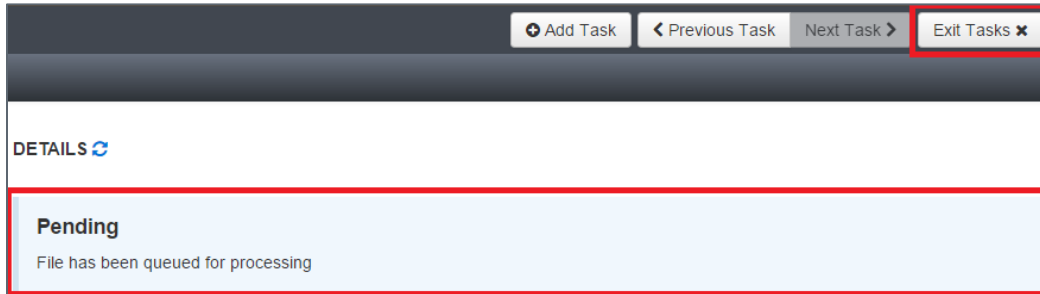 Add Task Previous Task Next Task Exit Tasks
DETAILS
Pending
File has been queued for processing